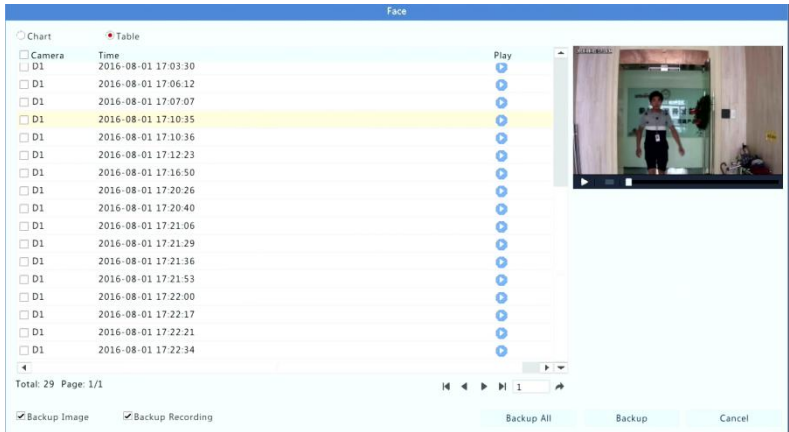 Face
Chart Table
Camera Time Play
D1 2016-08-01 17:03:30
D1 2016-08-01 17:06:12
D1 2016-08-01 17:07:07
D1 2016-08-01 17:10:35
D1 2016-08-01 17:10:36
D1 2016-08-01 17:12:23
D1 2016-08-01 17:16:50
D1 2016-08-01 17:20:26
D1 2016-08-01 17:20:40
D1 2016-08-01 17:21:06
D1 2016-08-01 17:21:29
D1 2016-08-01 17:21:36
D1 2016-08-01 17:21:53
D1 2016-08-01 17:22:00
D1 2016-08-01 17:22:17
D1 2016-08-01 17:22:21
D1 2016-08-01 17:22:34
Total: 29 Page: 1/1 1
Backup Image Backup Recording Backup All Backup Cancel